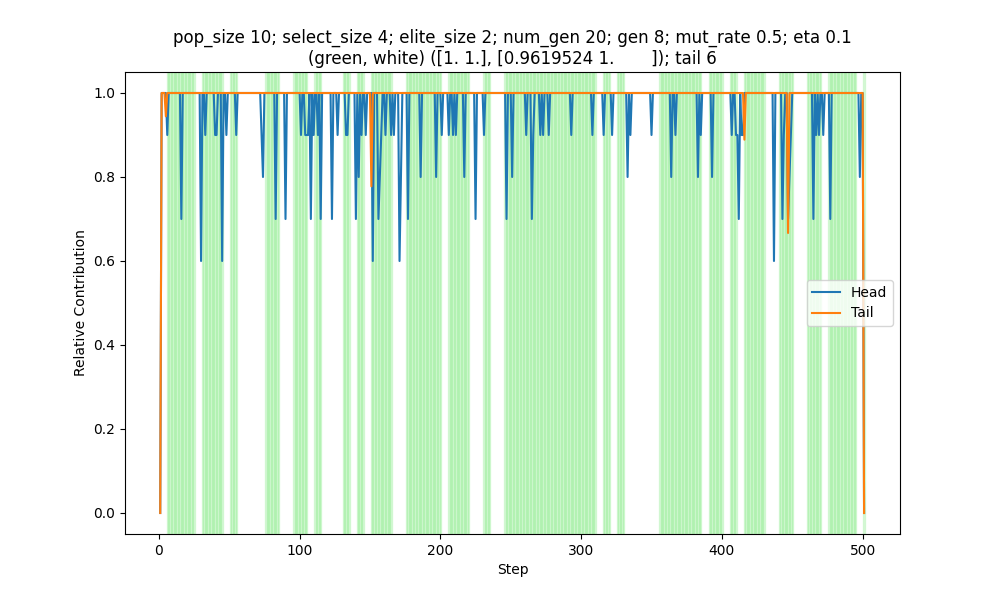 pop_size 10; select_size 4; elite_size 2; num_gen 20; gen 8; mut_rate 0.5; eta 0.1
(green, white) ([1. 1.], [0.9619524 1.        ]); tail 6
1.0
0.8
0.6
0.4
0.2
0.0
Relative Contribution
Head
Tail
0
100
200
300
400
500
Step